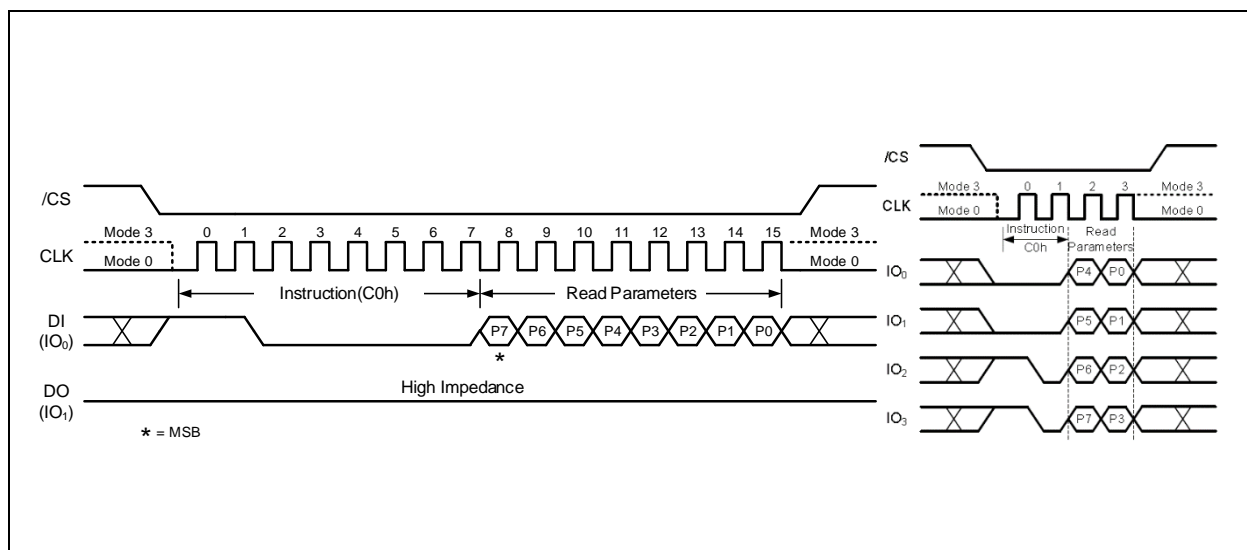 /CS
Mode 3 0 1 2 3 4 5 6 7 8 9 10 11 12 13 14 15 Mode 3
CLK
Mode 0 Mode 0
Instruction(C0h) Read Parameters
DI
(IO₀)
P7 P6 P5 P4 P3 P2 P1 P0
*
High Impedance
DO
(IO₁)
* = MSB
/CS
Mode 3 0 1 2 3 Mode 3
CLK
Mode 0 Mode 0
Instruction
C0h
Read
Parameters
IO₀ P4 P0
IO₁ P5 P1
IO₂ P6 P2
IO₃ P7 P3